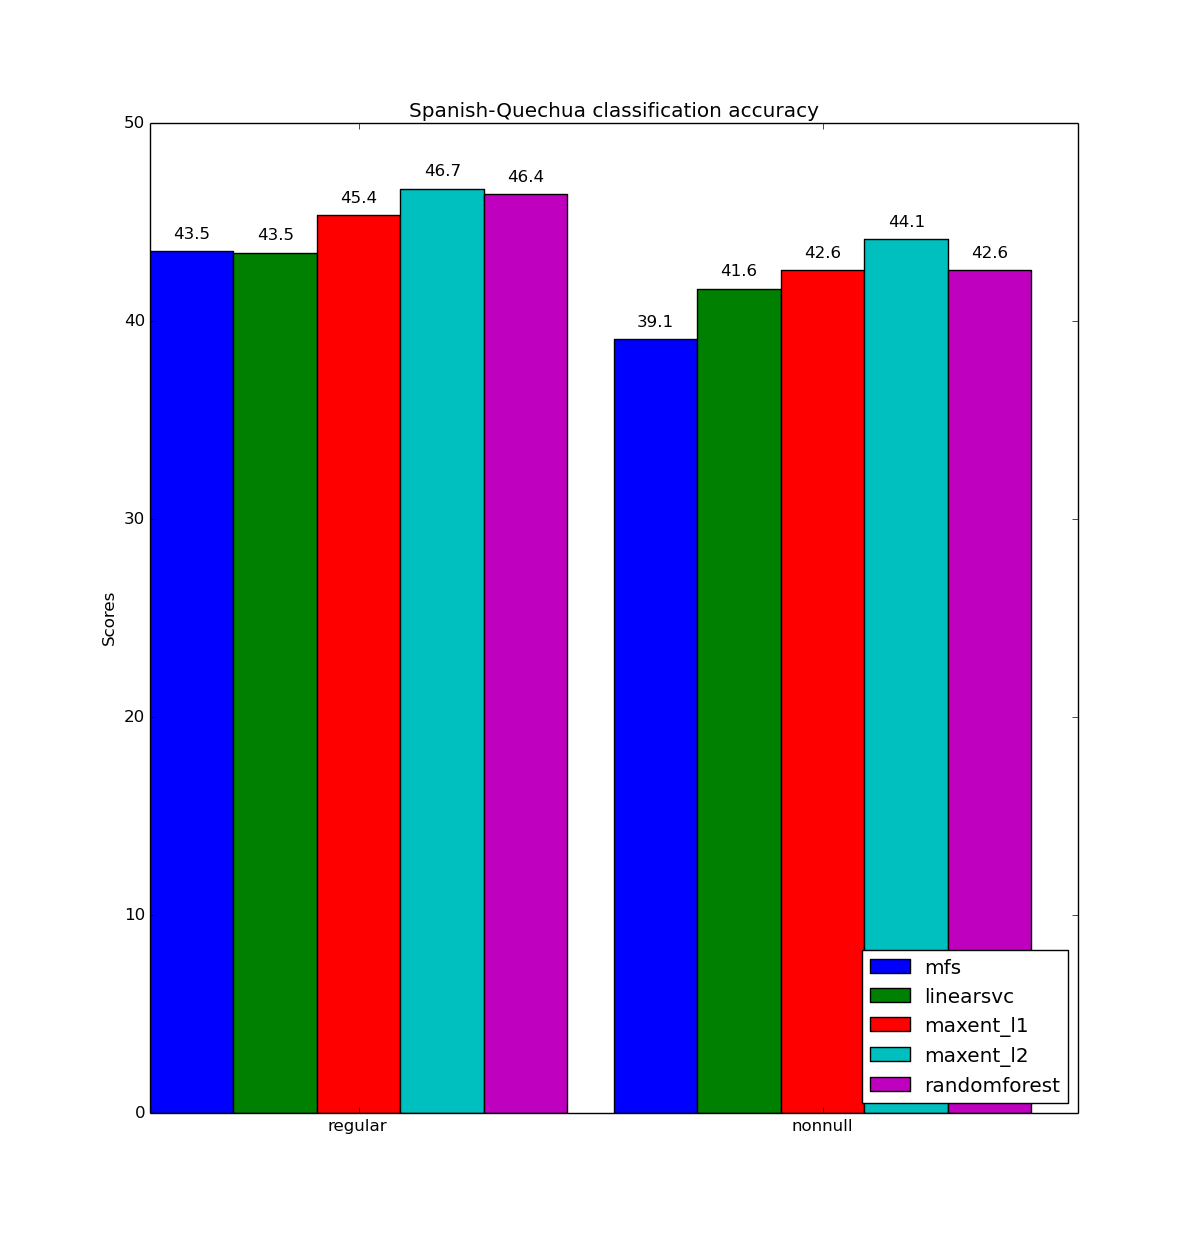 Spanish-Quechua classification accuracy
50
40
30
20
10
0
Scores
43.5
43.5
45.4
46.7
46.4
39.1
41.6
42.6
44.1
42.6
regular
nonnull
mfs
linearsvc
maxent_l1
maxent_l2
randomforest